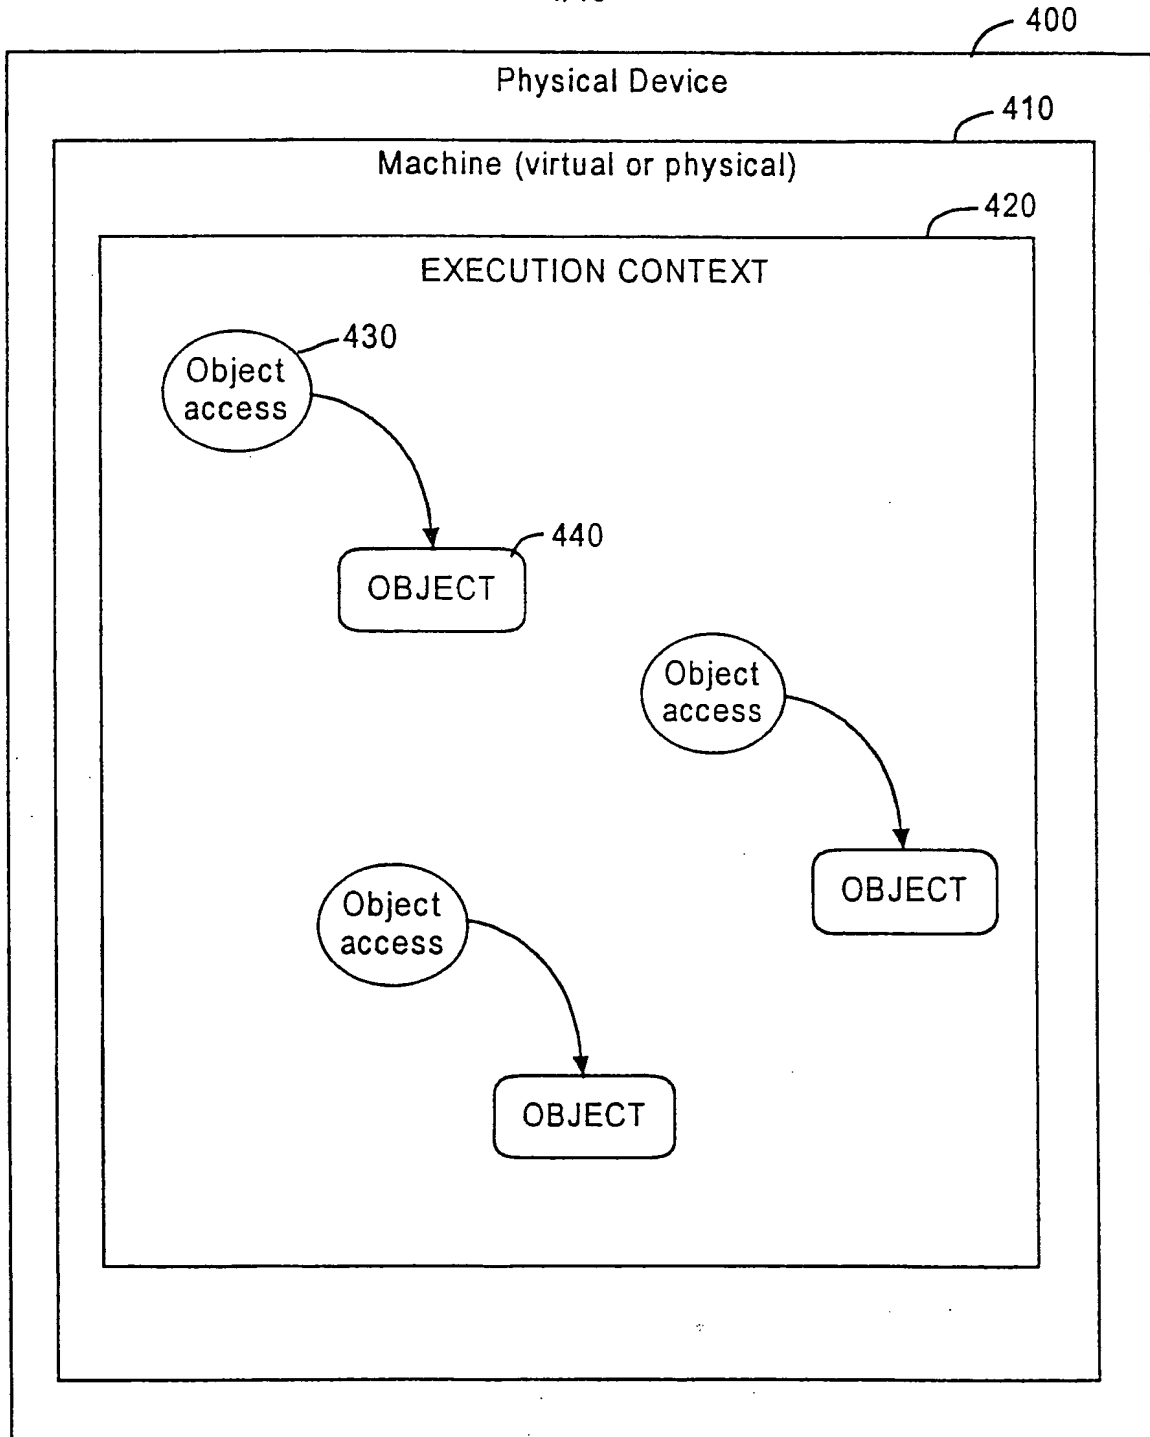 400
Physical Device
410
Machine (virtual or physical)
420
EXECUTION CONTEXT
430
Object
access
440
OBJECT
Object
access
OBJECT
Object
access
OBJECT